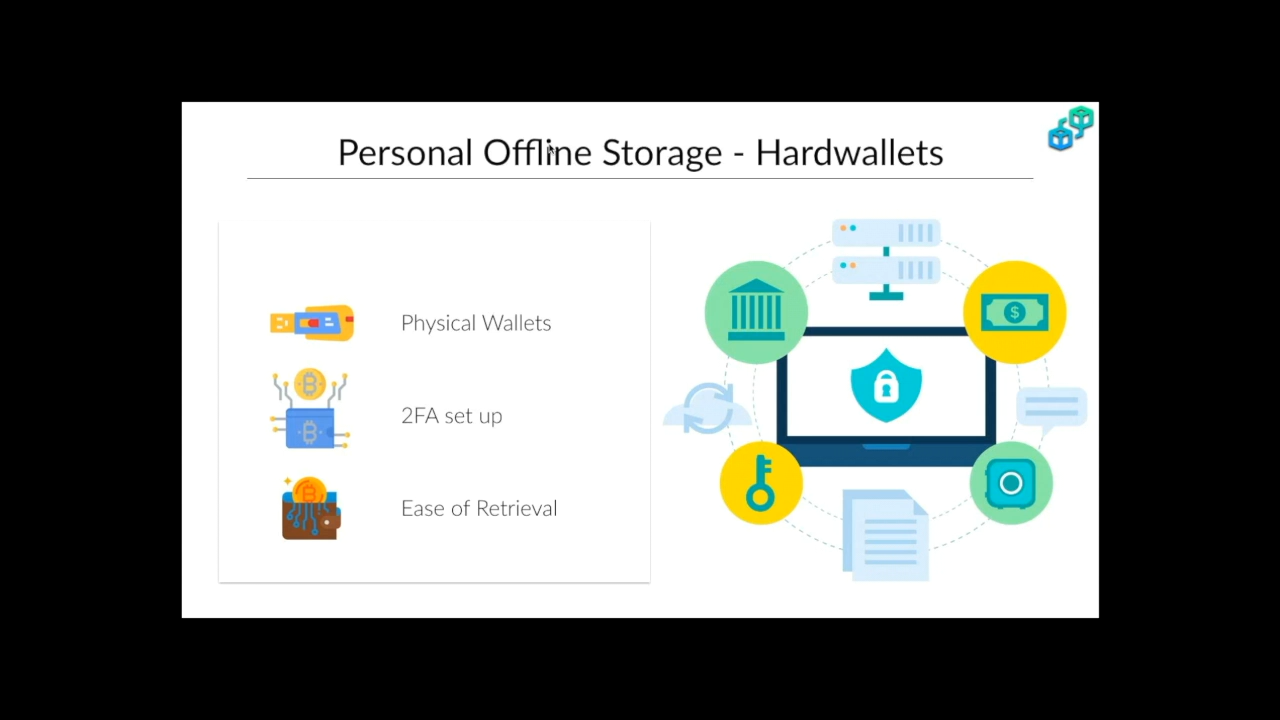 Personal Offline Storage - Hardwallets
Physical Wallets
2FA set up
Ease of Retrieval